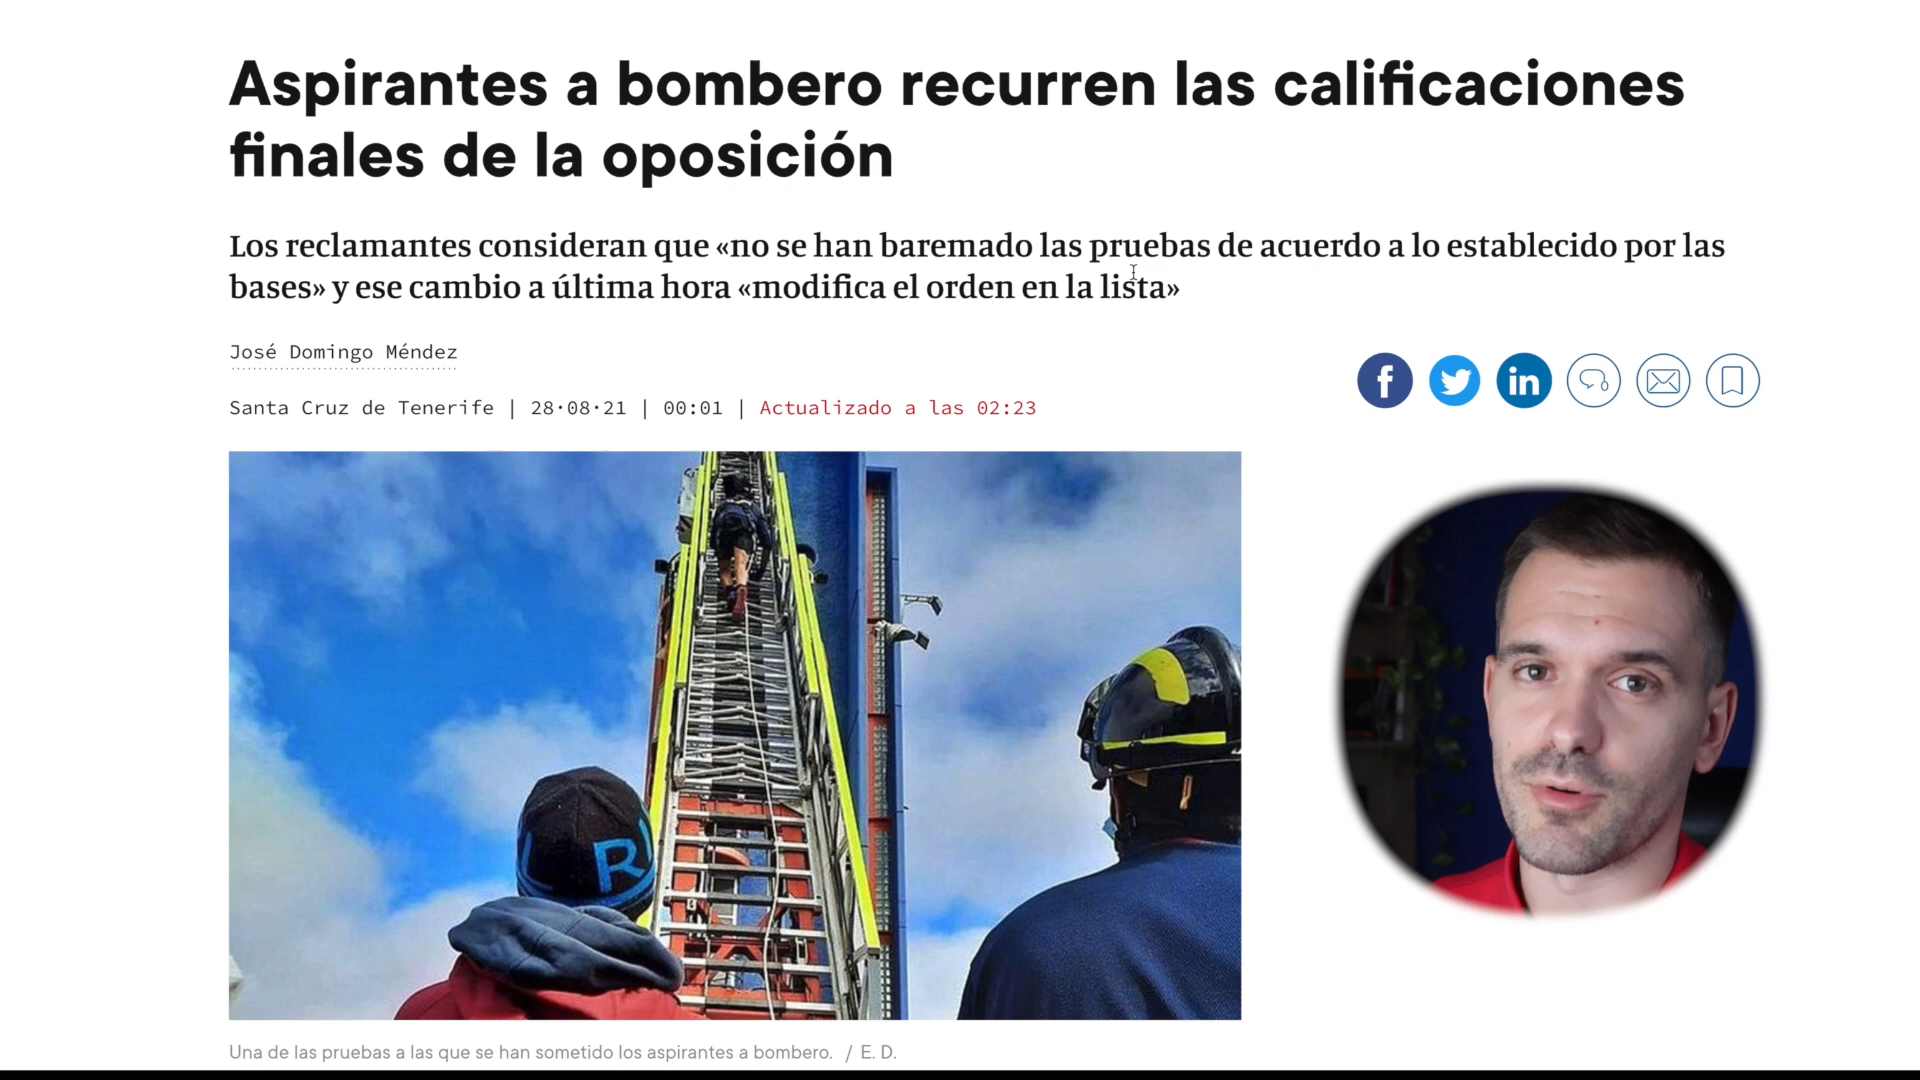 Aspirantes a bombero recurren las calificaciones
finales de la oposición
Los reclamantes consideran que «no se han baremado las pruebas de acuerdo a lo establecido por las
bases» y ese cambio a última hora «modifica el orden en la lista»
José Domingo Méndez
Santa Cruz de Tenerife | 28·08·21 | 00:01 | Actualizado a las 02:23
f
in
0
R
Una de las pruebas a las que se han sometido los aspirantes a bombero. / E. D.